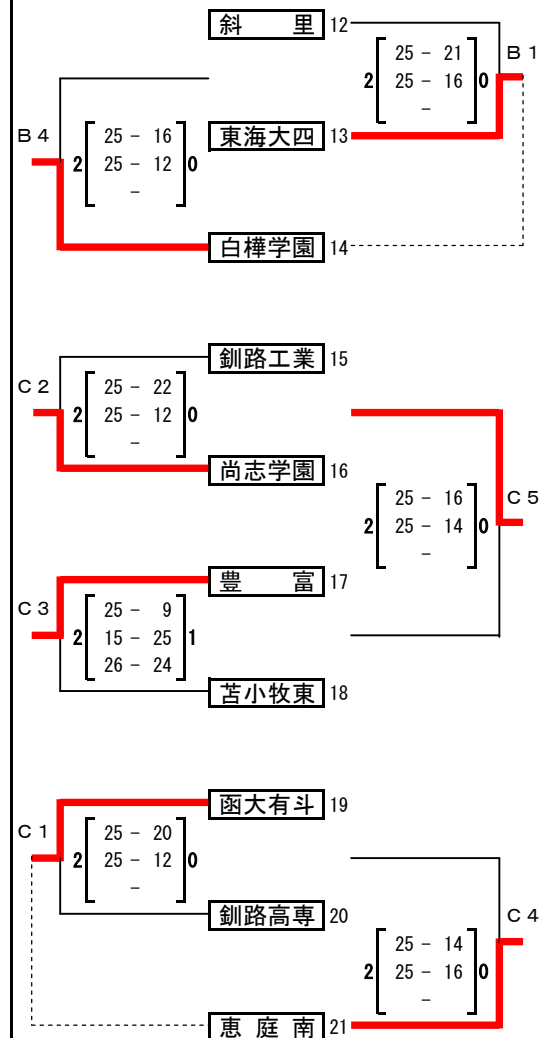 斜 里 12
25 - 21
B 1
2 25 - 16 0
-
B 4
25 - 16
東海大四 13
2 25 - 12 0
-
白樺学園 14
釧路工業 15
C 2
25 - 22
2 25 - 12 0
-
尚志学園 16
25 - 16
C 5
2 25 - 14 0
-
豊 富 17
C 3
25 - 9
2 15 - 25 1
26 - 24
苫小牧東 18
函大有斗 19
C 1
25 - 20
2 25 - 12 0
-
釧路高専 20
C 4
25 - 14
2 25 - 16 0
-
恵 庭 南 21